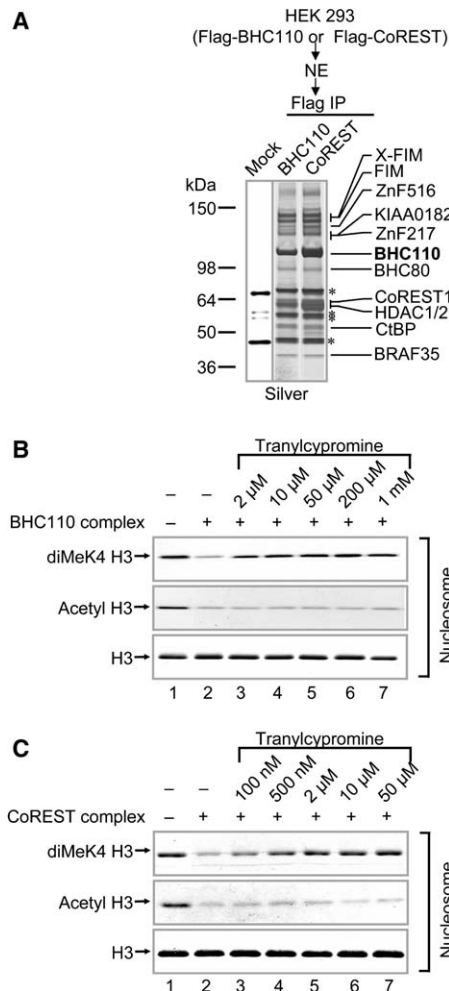 A
HEK 293
(Flag-BHC110 or Flag-CoREST)
NE
Flag IP
Mock
BHC110
CoREST
kDa
150
98
64
50
36
X-FIM
FIM
ZnF516
KIAA0182
ZnF217
BHC110
BHC80
*
CoREST1
HDAC1/2
*
*
CtBP
*
BRAF35
Silver
B
Tranylcypromine
– – 2 µM 10 µM 50 µM 200 µM 1 mM
BHC110 complex – + + + + + +
diMeK4 H3
Acetyl H3
H3
1 2 3 4 5 6 7
Nucleosome
C
Tranylcypromine
– – 100 nM 500 nM 2 µM 10 µM 50 µM
CoREST complex – + + + + + +
diMeK4 H3
Acetyl H3
H3
1 2 3 4 5 6 7
Nucleosome